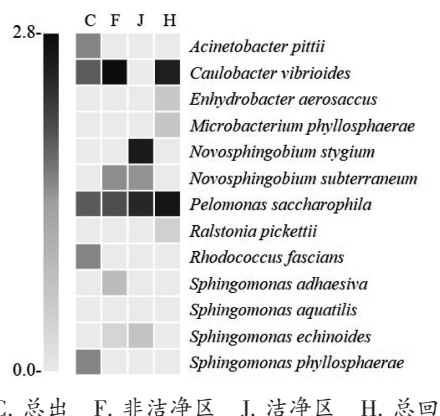 C F J H
2.8
Acinetobacter pittii
Caulobacter vibrioides
Enhydrobacter aerosaccus
Microbacterium phyllosphaerae
Novosphingobium stygium
Novosphingobium subterraneum
Pelomonas saccharophila
Ralstonia pickettii
Rhodococcus fascians
Sphingomonas adhaesiva
Sphingomonas aquatilis
Sphingomonas echinoides
Sphingomonas phyllosphaerae
0.0
C. 总出 F. 非洁净区 J. 洁净区 H. 总回